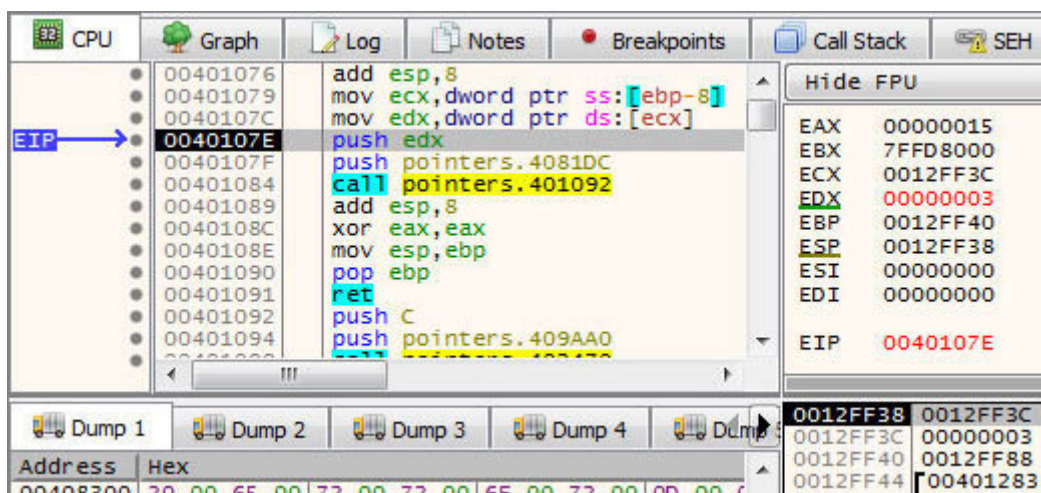 CPU Graph Log Notes Breakpoints Call Stack SEH
00401076 add esp,8
00401079 mov ecx,dword ptr ss:[ebp-8]
0040107C mov edx,dword ptr ds:[ecx]
EIP 0040107E push edx
0040107F push pointers.4081DC
00401084 call pointers.401092
00401089 add esp,8
0040108C xor eax,eax
0040108E mov esp,ebp
00401090 pop ebp
00401091 ret
00401092 push C
00401094 push pointers.409AA0
Hide FPU
EAX 00000015
EBX 7FFD8000
ECX 0012FF3C
EDX 00000003
EBP 0012FF40
ESP 0012FF38
ESI 00000000
EDI 00000000
EIP 0040107E
Dump 1 Dump 2 Dump 3 Dump 4
Address Hex
0012FF38 0012FF3C
0012FF3C 00000003
0012FF40 0012FF88
0012FF44 00401283